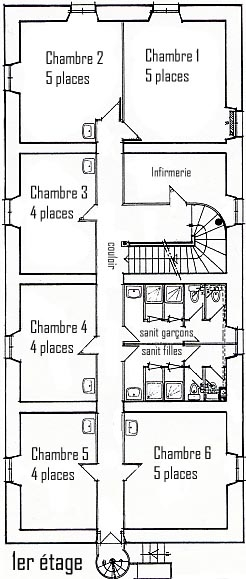 Chambre 2
5 places
Chambre 1
5 places
Chambre 3
4 places
Infirmerie
couloir
Chambre 4
4 places
sanit garçons
sanit filles
Chambre 5
4 places
Chambre 6
5 places
1er étage